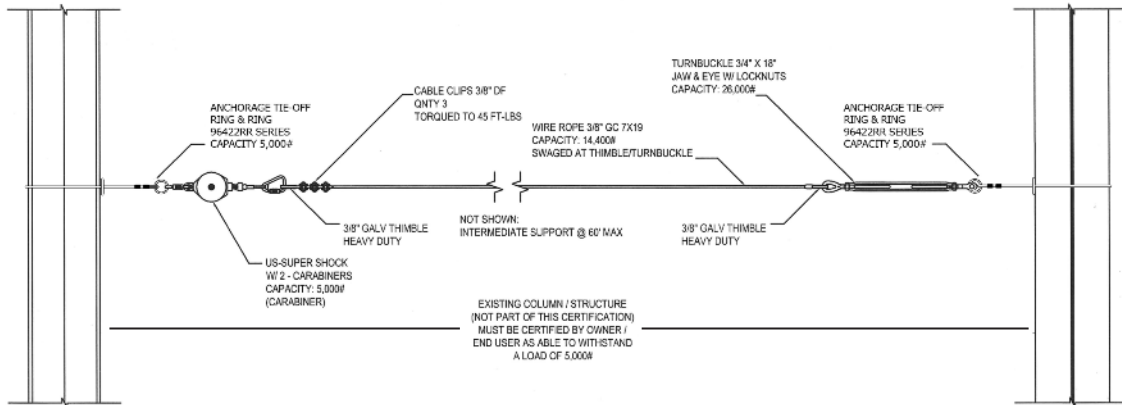 ANCHORAGE TIE-OFF
RING & RING
96422RR SERIES
CAPACITY 5,000#
CABLE CLIPS 3/8" DF
QNTY 3
TORQUED TO 45 FT-LBS
WIRE ROPE 3/8" GC 7X19
CAPACITY: 14,400#
SWAGED AT THIMBLE/TURNBUCKLE
TURNBUCKLE 3/4" X 18"
JAW & EYE W/ LOCKNUTS
CAPACITY: 26,000#
ANCHORAGE TIE-OFF
RING & RING
96422RR SERIES
CAPACITY 5,000#
3/8" GALV THIMBLE
HEAVY DUTY
NOT SHOWN:
INTERMEDIATE SUPPORT @ 60' MAX
3/8" GALV THIMBLE
HEAVY DUTY
US-SUPER SHOCK
W/ 2 - CARABINERS
CAPACITY: 5,000#
(CARABINER)
EXISTING COLUMN / STRUCTURE
(NOT PART OF THIS CERTIFICATION)
MUST BE CERTIFIED BY OWNER /
END USER AS ABLE TO WITHSTAND
A LOAD OF 5,000#